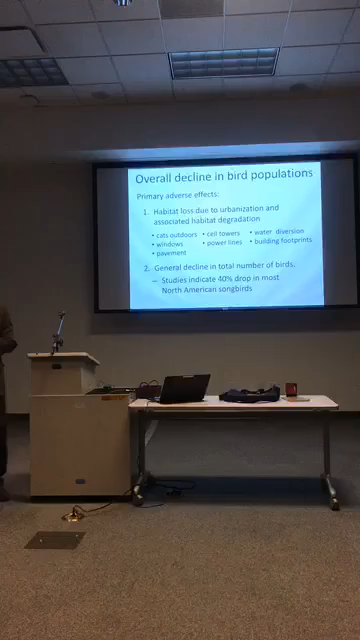 Overall decline in bird populations
Primary adverse effects:
1. Habitat loss due to urbanization and
associated habitat degradation
• cats outdoors • cell towers • water diversion
• windows • power lines • building footprints
• pavement
2. General decline in total number of birds.
– Studies indicate 40% drop in most
North American songbirds